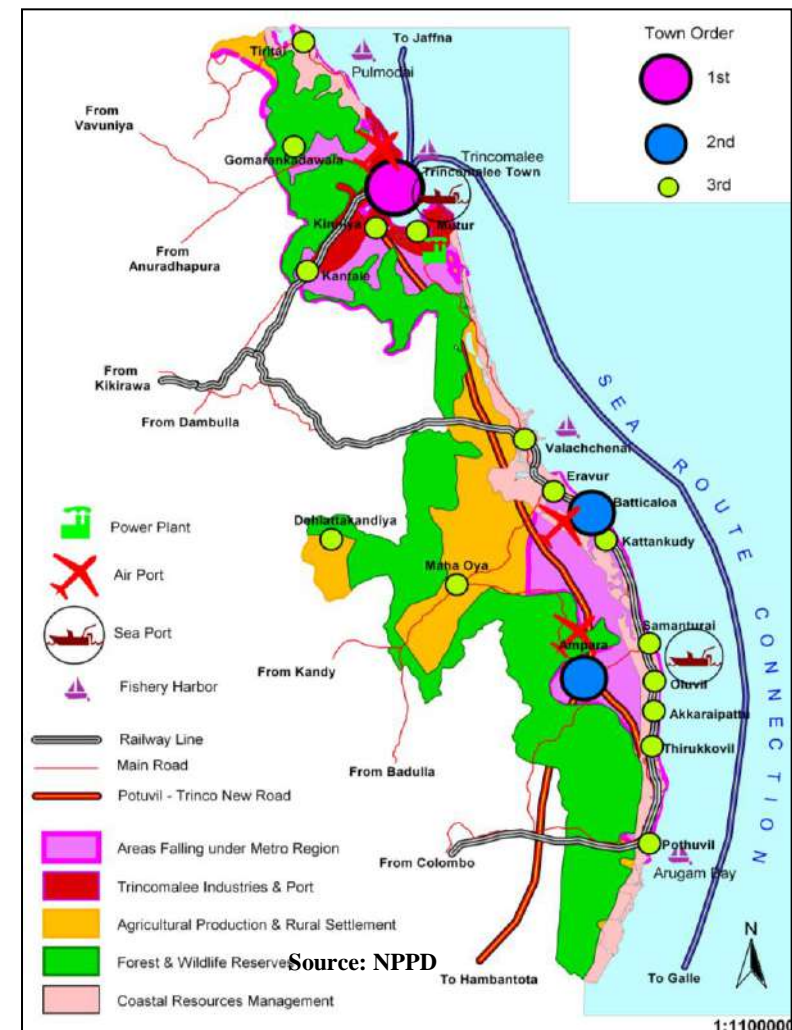 Town Order
1st
2nd
3rd
To Jaffna
Tiritai
Pulmodai
From
Vavuniya
Gomarankadawala
Trincomalee
Trincomalee Town
Kinniya
Mutur
From
Anuradhapura
Kantale
From
Kikirawa
From Dambulla
SEA ROUTE CONNECTION
Valachchenai
Eravur
Batticaloa
Power Plant
Dehiattakandiya
Kattankudy
Air Port
Maha Oya
Samanturai
Sea Port
Ampara
From Kandy
Oluvil
Fishery Harbor
Akkaraipattu
Railway Line
Thirukkovil
Main Road
From Badulla
Potuvil - Trinco New Road
Pothuvil
Areas Falling under Metro Region
From Colombo
Arugam Bay
Trincomalee Industries & Port
Agricultural Production & Rural Settlement
N
Forest & Wildlife Reserves
Source: NPPD
To Hambantota
To Galle
Coastal Resources Management
1:1100000